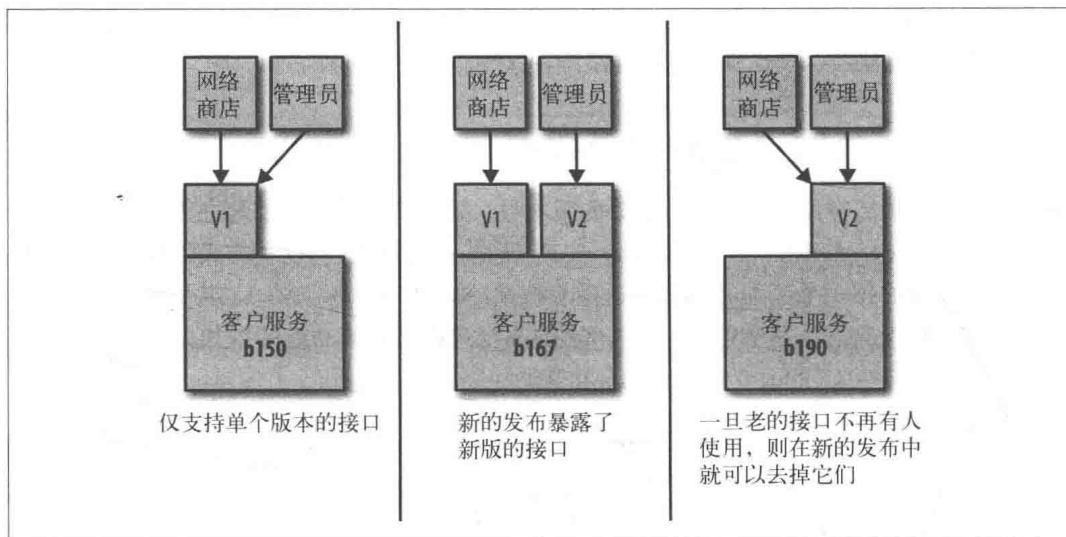 网络
商店
管理员
V1
客户服务
b150
仅支持单个版本的接口
网络
商店
管理员
V1
V2
客户服务
b167
新的发布暴露了
新版的接口
网络
商店
管理员
V2
客户服务
b190
一旦老的接口不再有人
使用，则在新的发布中
就可以去掉它们